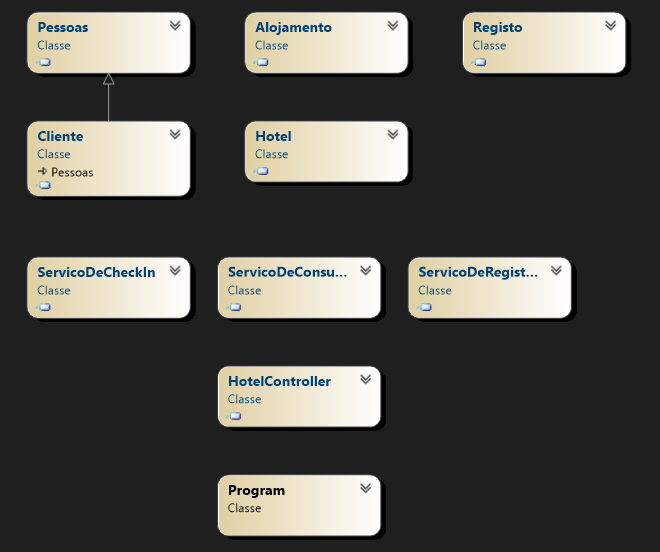 Pessoas
Classe
Alojamento
Classe
Registo
Classe
Cliente
Classe
Pessoas
Hotel
Classe
ServicoDeCheckIn
Classe
ServicoDeConsu...
Classe
ServicoDeRegist...
Classe
HotelController
Classe
Program
Classe